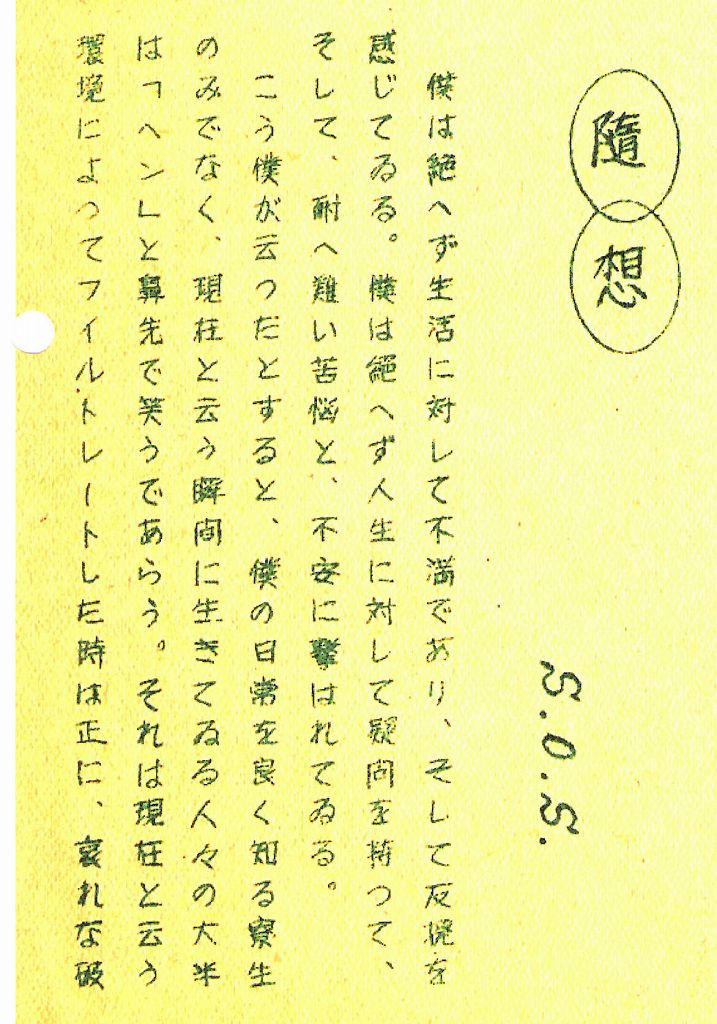 隨想
S.O.S.
僕は絶へず生活に対して不満であり、そして反撥を
感じてゐる。僕は絶へず人生に対して疑問を持つて、
そして、耐へ難い苦悩と、不安に襲はれてゐる。
こう僕が云つたとすると、僕の日常を良く知る寮生
のみでなく、現在と云う瞬間に生きてゐる人々の大半
は「ヘン」と鼻先で笑うであらう。それは現在と云う
環境によつてフイルトレートした時は正に、哀れな破